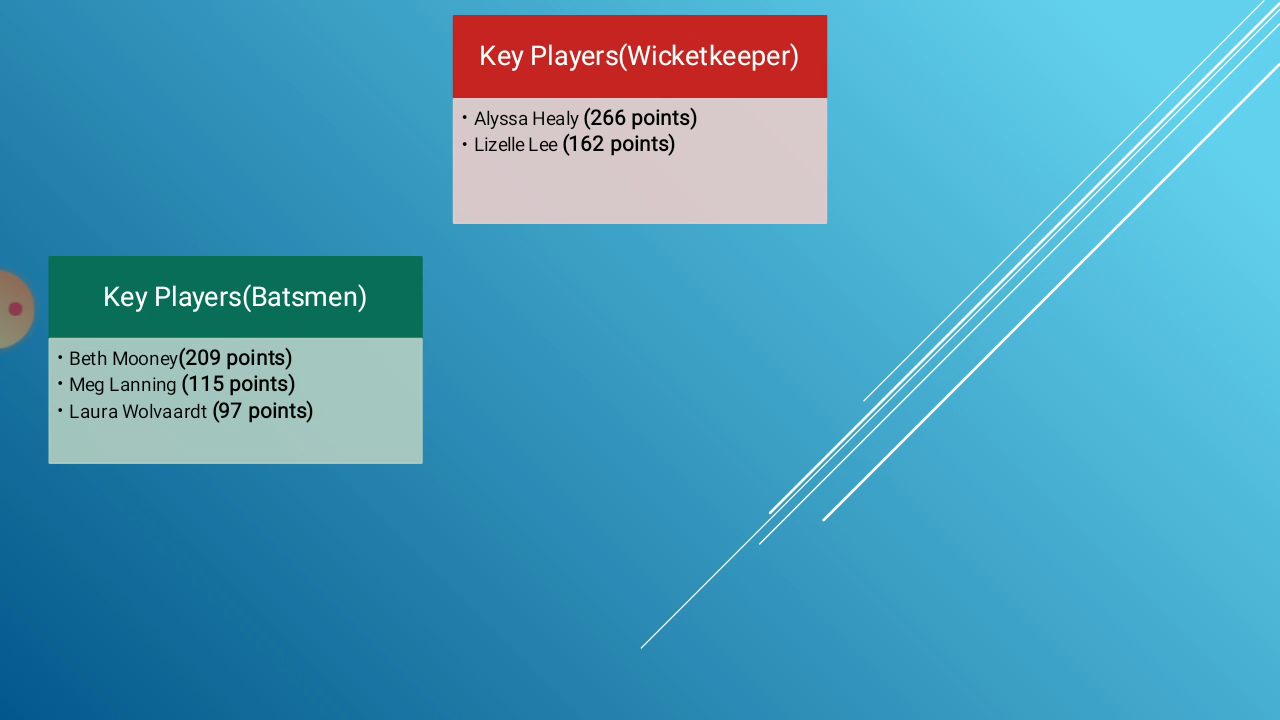 Key Players(Wicketkeeper)
• Alyssa Healy (266 points)
• Lizelle Lee (162 points)
Key Players(Batsmen)
• Beth Mooney(209 points)
• Meg Lanning (115 points)
• Laura Wolvaardt (97 points)